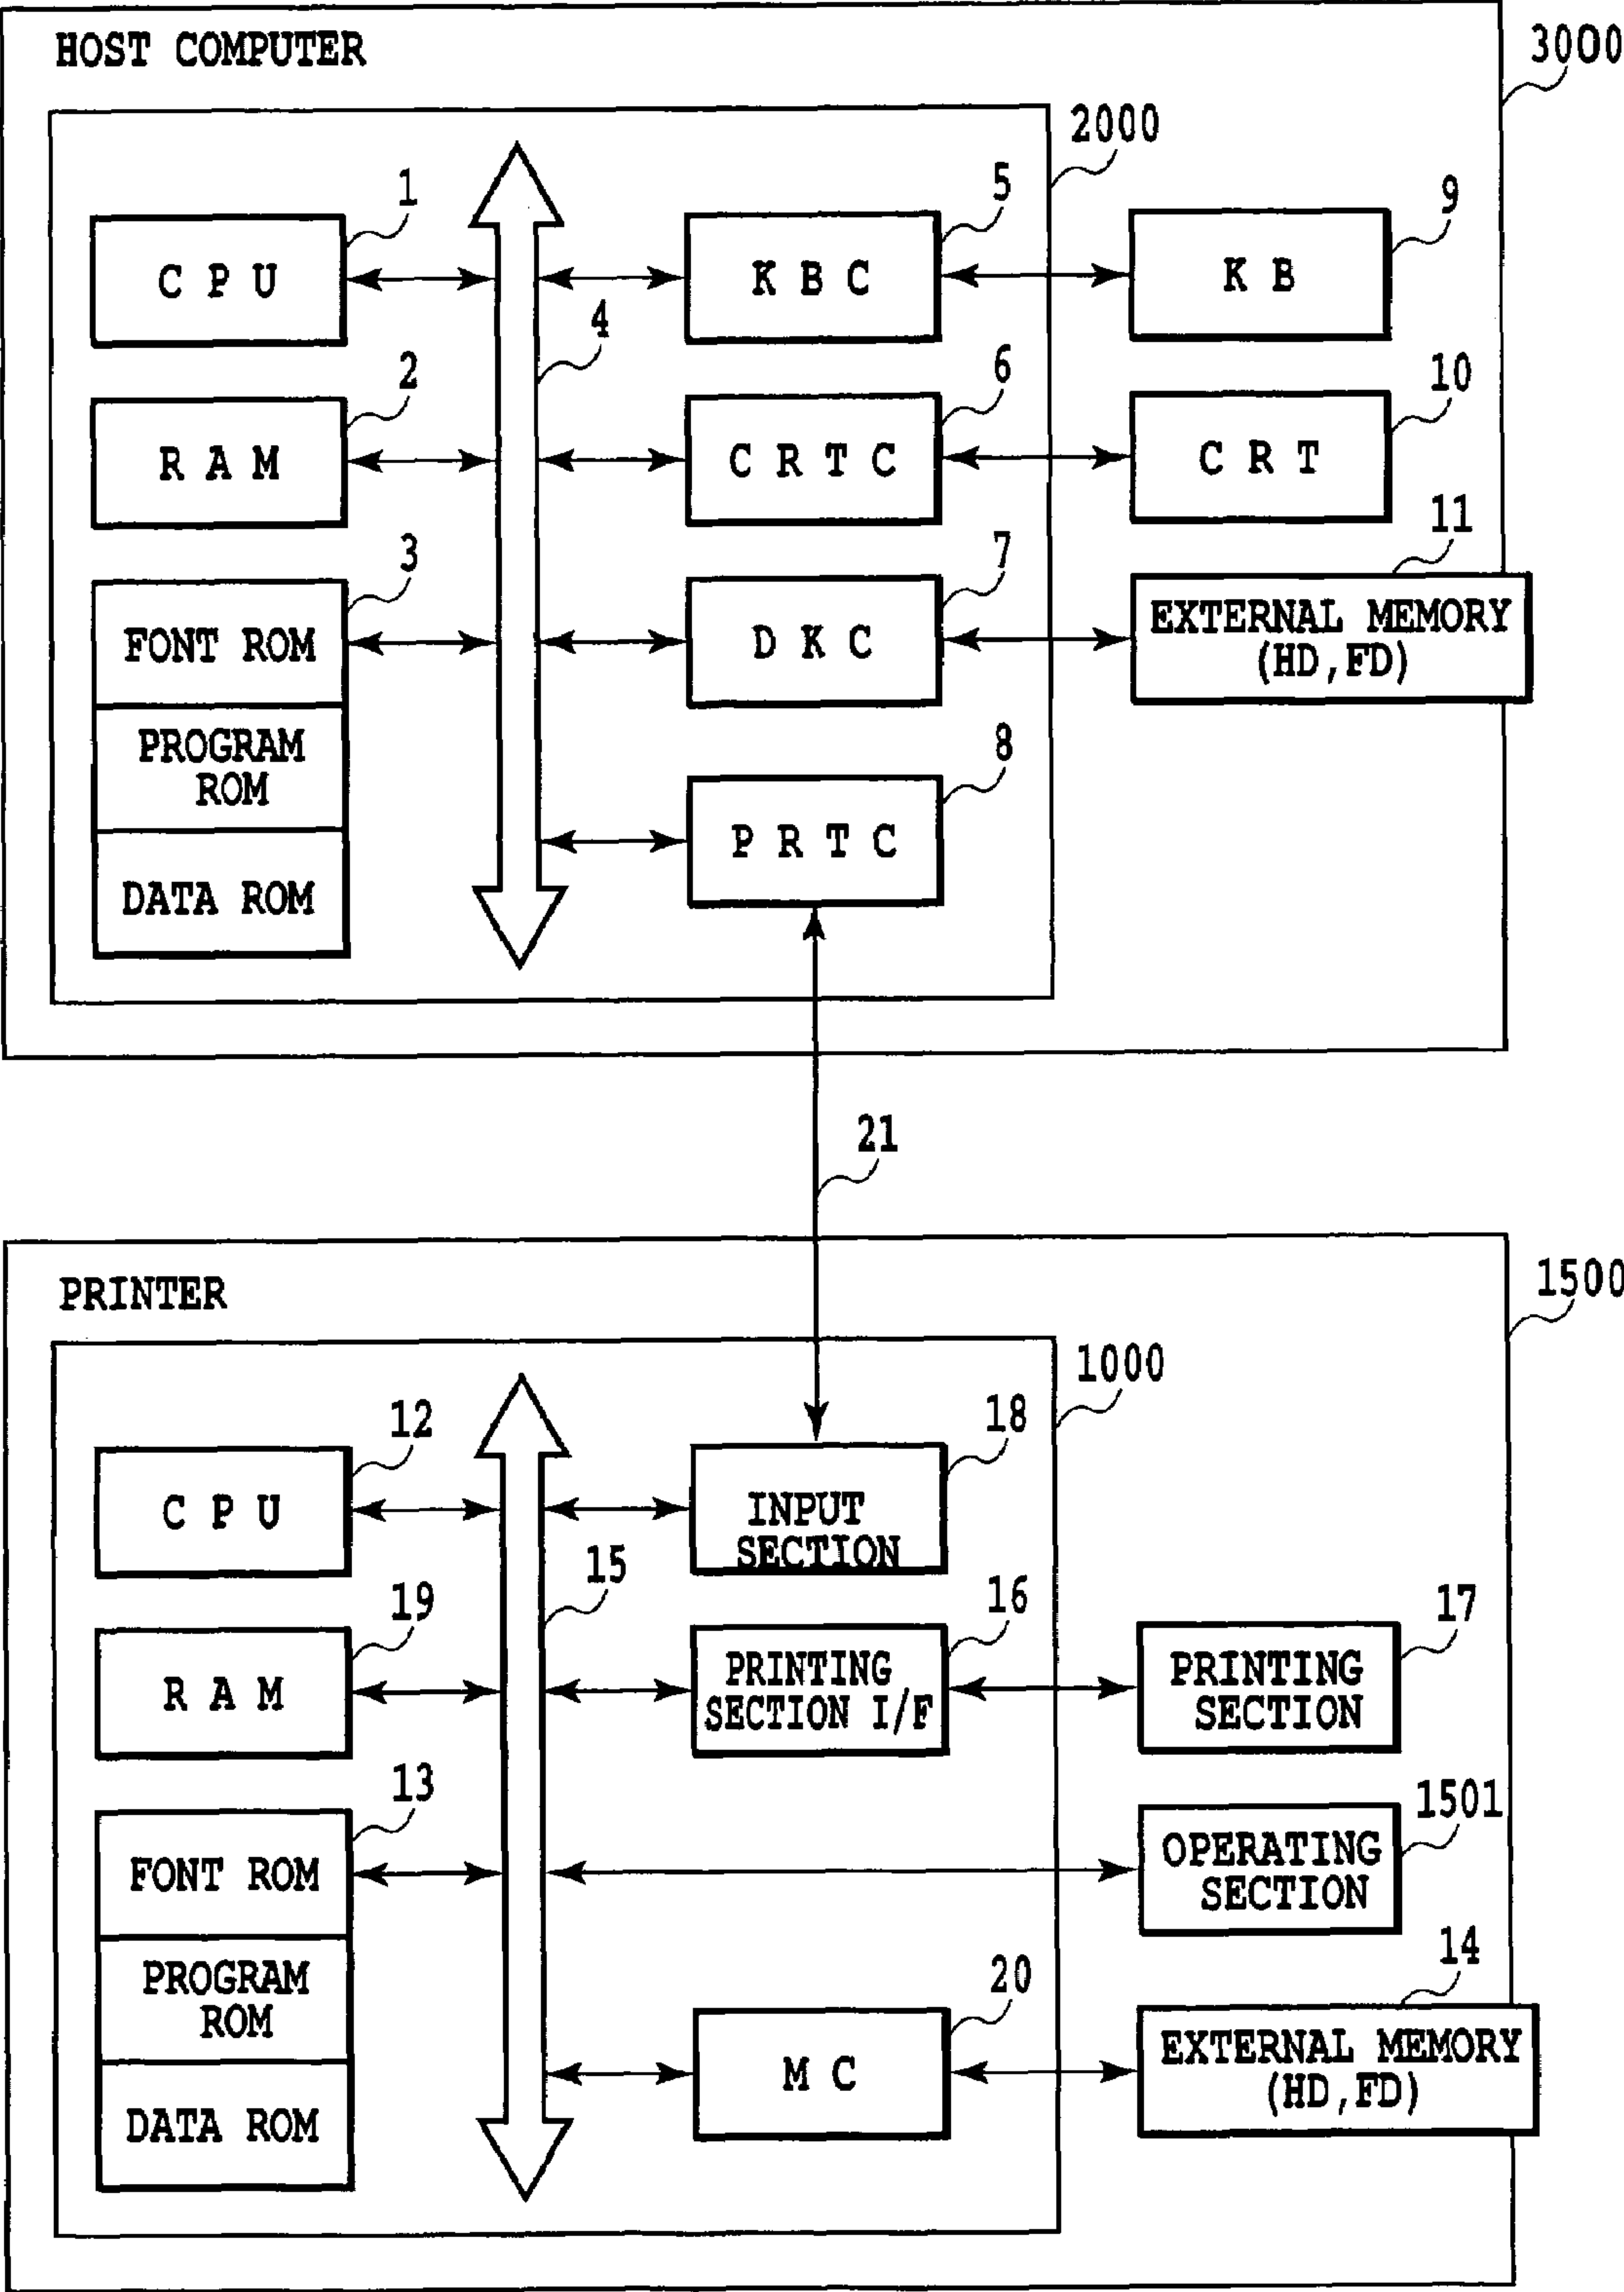 HOST COMPUTER
3000
2000
1
5
9
C P U
K B C
K B
4
2
6
10
R A M
C R T C
C R T
11
3
7
FONT ROM
D K C
EXTERNAL MEMORY
(HD,FD)
PROGRAM
ROM
8
P R T C
DATA ROM
21
PRINTER
1500
1000
12
18
C P U
INPUT
SECTION
15
19
16
17
R A M
PRINTING
SECTION I/F
PRINTING
SECTION
13
1501
FONT ROM
OPERATING
SECTION
PROGRAM
ROM
20
14
M C
EXTERNAL MEMORY
(HD,FD)
DATA ROM